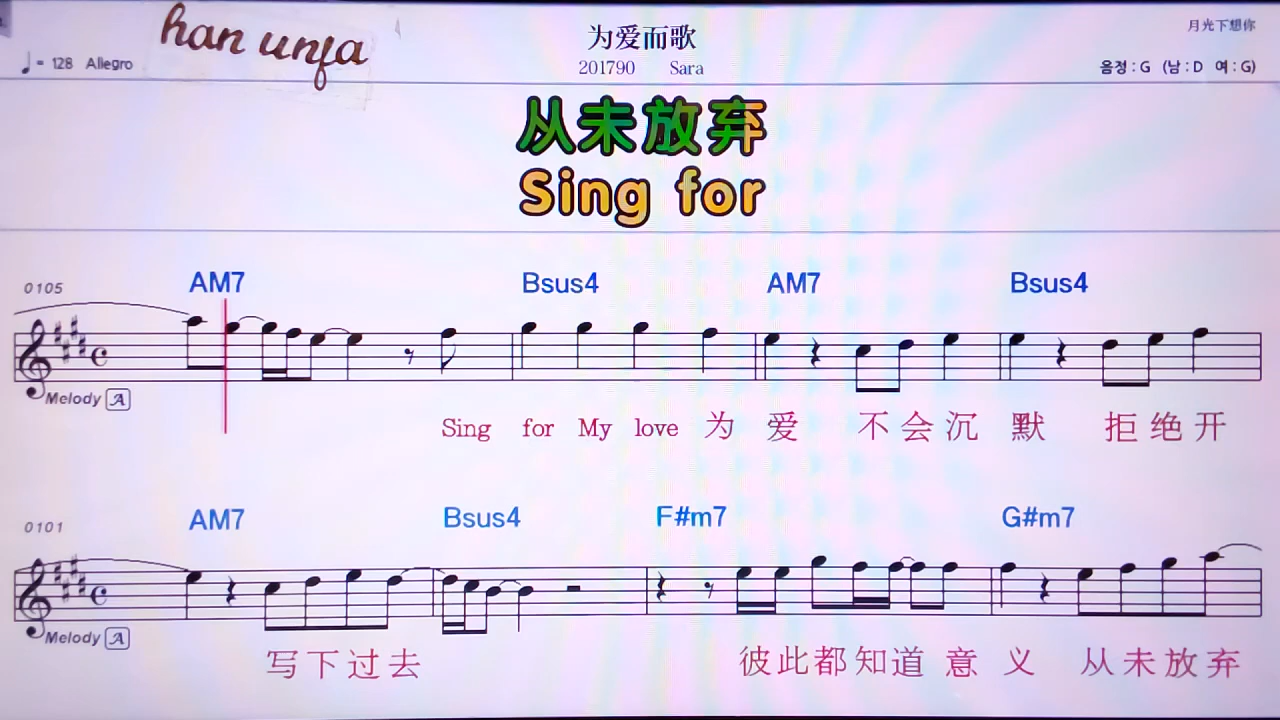 han unfa
为爱而歌
月光下想你
♩= 128 Allegro
201790 Sara
음정 : G (남 : D 여 : G)
从未放弃
Sing for
0105
AM7 Bsus4 AM7 Bsus4
Melody A
Sing for My love 为 爱 不 会 沉 默 拒 绝 开
0101
AM7 Bsus4 F#m7 G#m7
Melody A
写 下 过 去 彼 此 都 知 道 意 义 从 未 放 弃